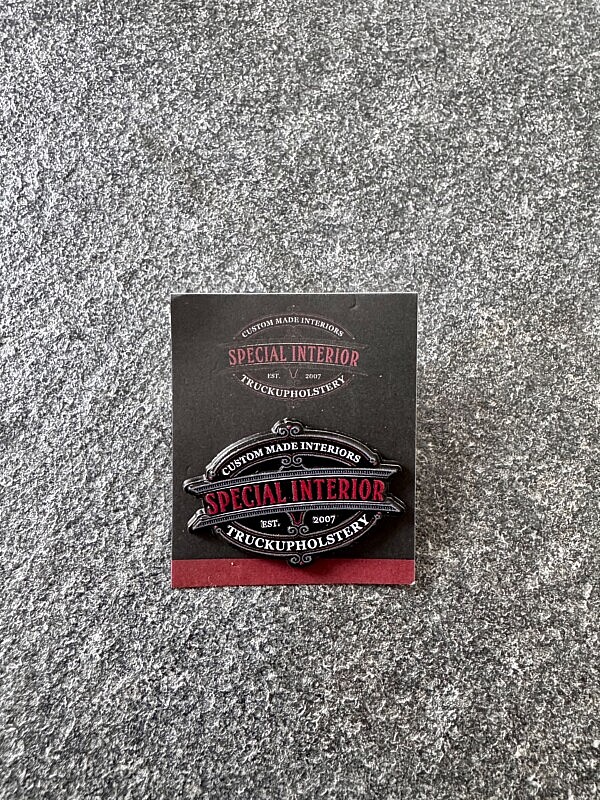 CUSTOM MADE INTERIORS
SPECIAL INTERIOR
EST. 2007
TRUCKUPHOLSTERY
CUSTOM MADE INTERIORS
SPECIAL INTERIOR
EST. 2007
TRUCKUPHOLSTERY